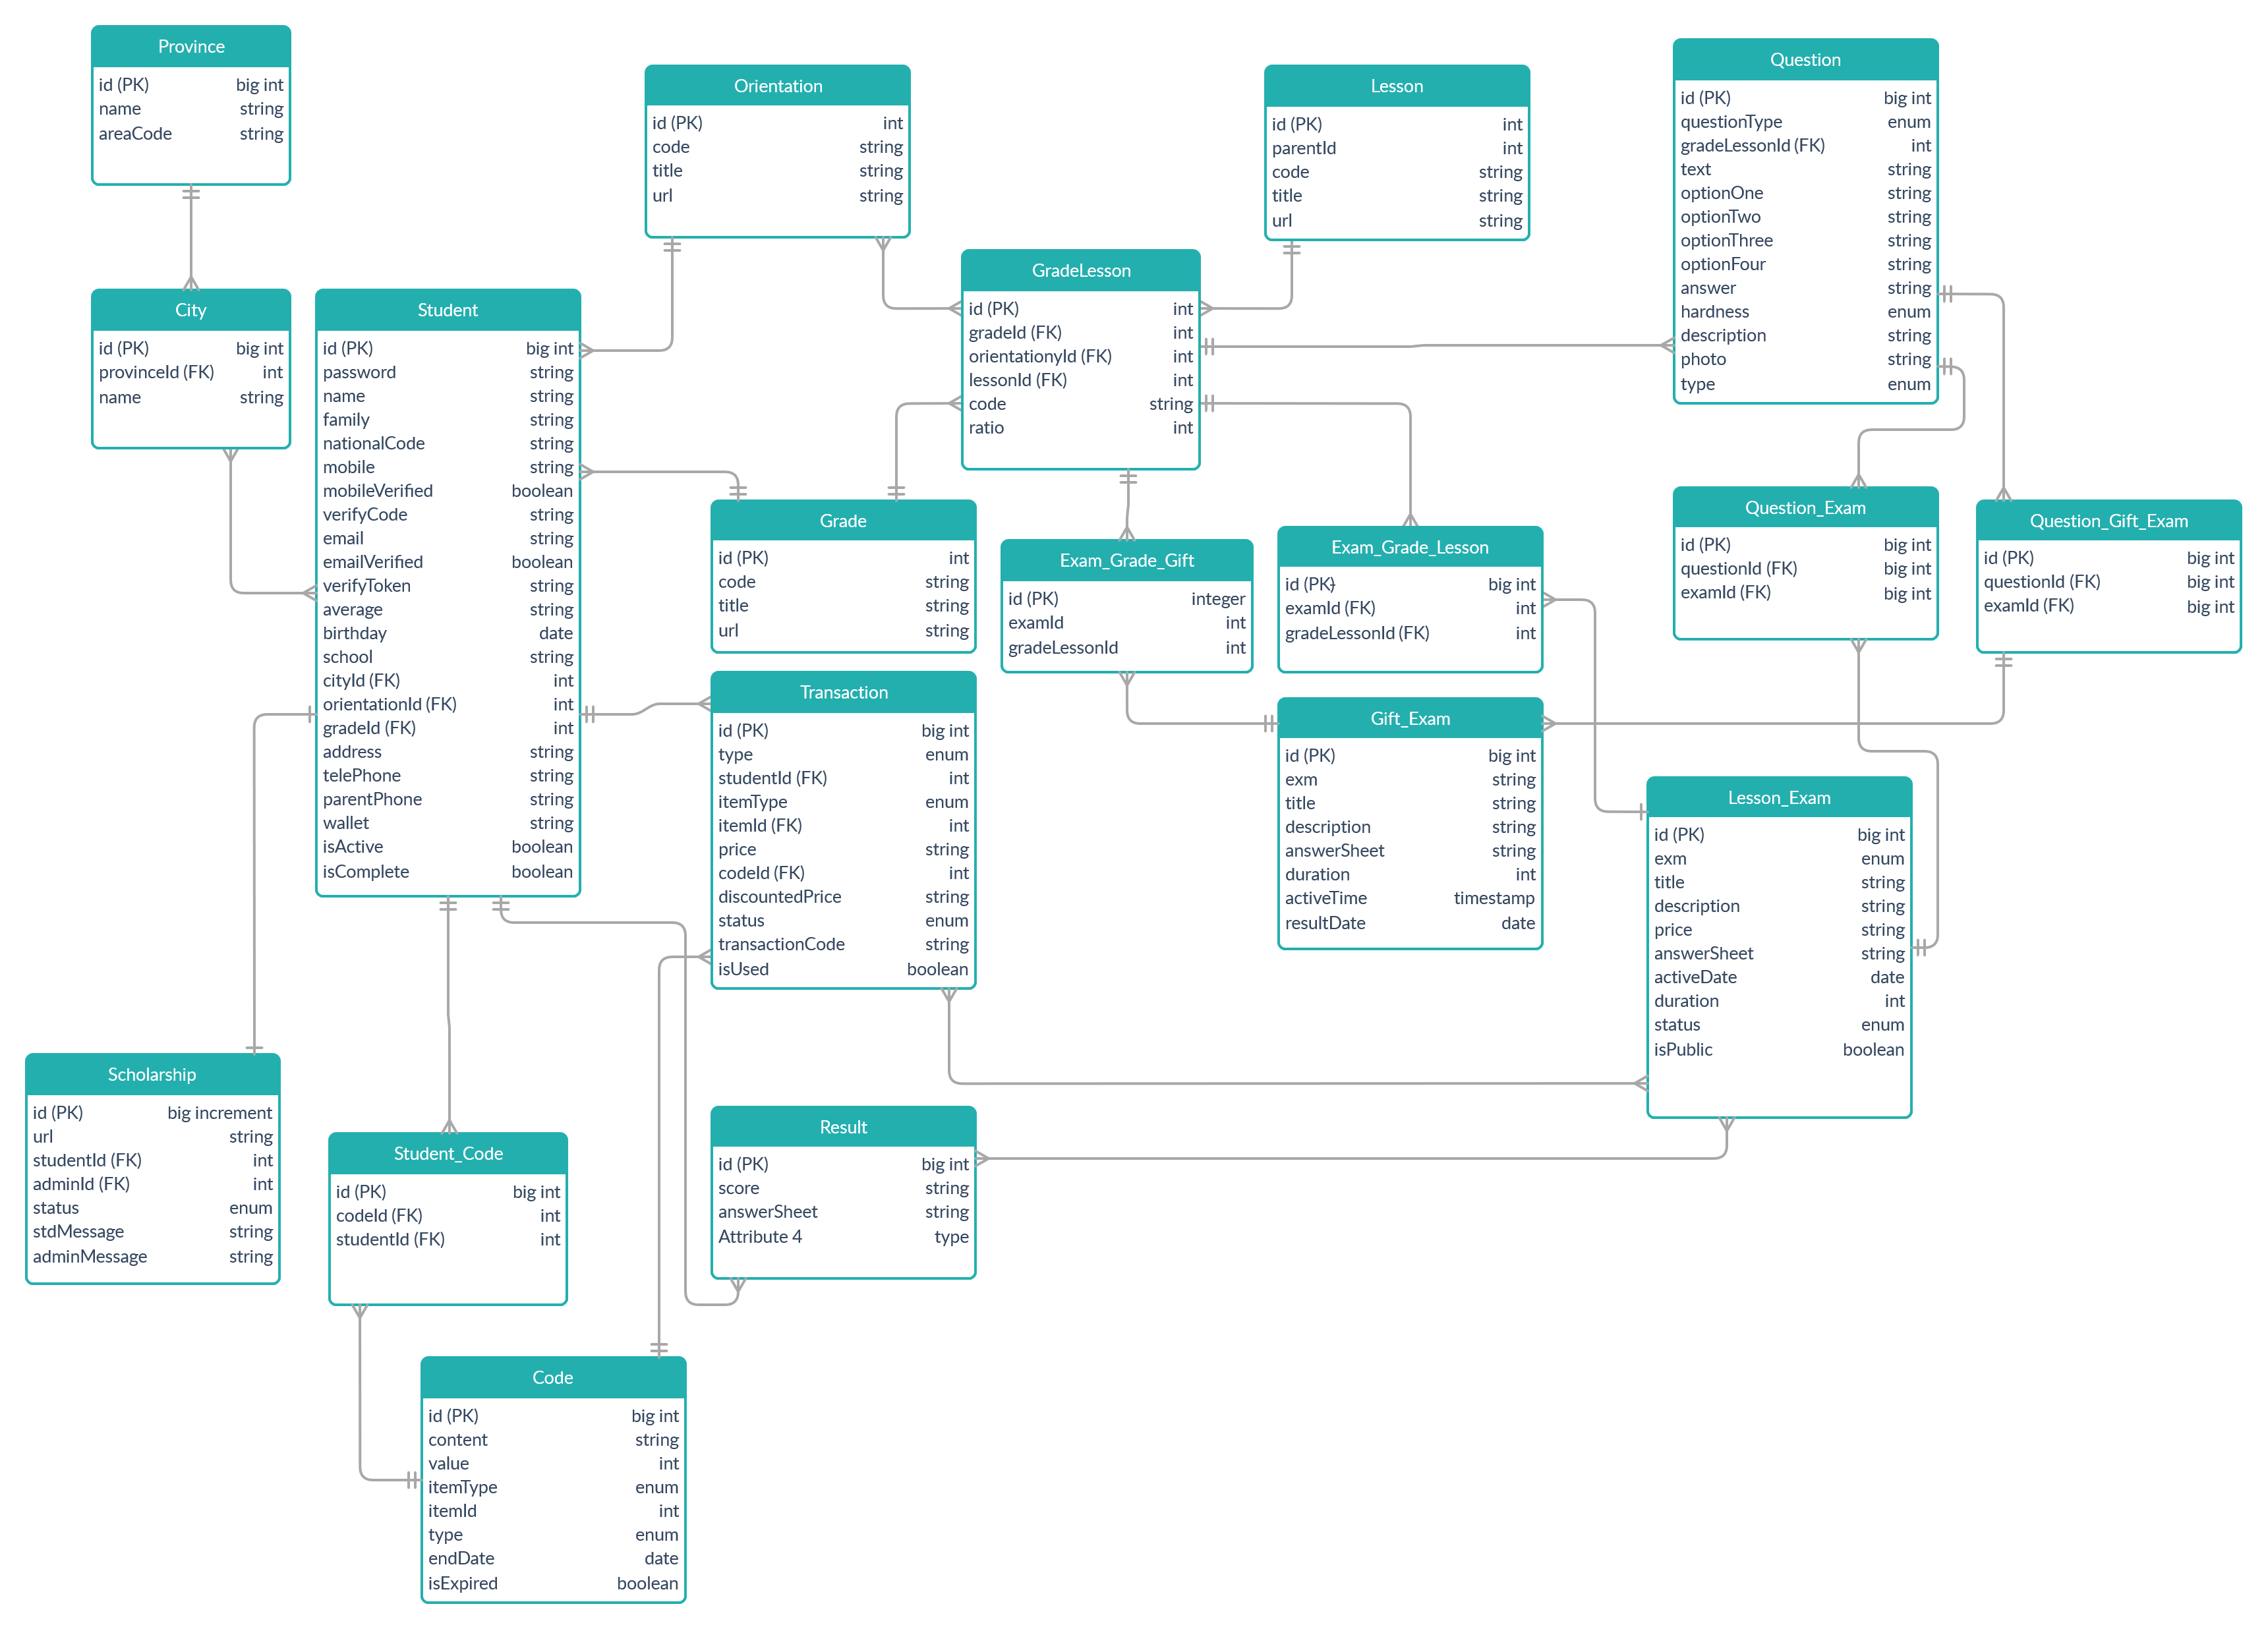 Province
id (PK) big int
name string
areaCode string
City
id (PK) big int
provinceId (FK) int
name string
Student
id (PK) big int
password string
name string
family string
nationalCode string
mobile string
mobileVerified boolean
verifyCode string
email string
emailVerified boolean
verifyToken string
average string
birthday date
school string
cityId (FK) int
orientationId (FK) int
gradeId (FK) int
address string
telePhone string
parentPhone string
wallet string
isActive boolean
isComplete boolean
Orientation
id (PK) int
code string
title string
url string
GradeLesson
id (PK) int
gradeId (FK) int
orientationyId (FK) int
lessonId (FK) int
code string
ratio int
Lesson
id (PK) int
parentId int
code string
title string
url string
Question
id (PK) big int
questionType enum
gradeLessonId (FK) int
text string
optionOne string
optionTwo string
optionThree string
optionFour string
answer string
hardness enum
description string
photo string
type enum
Grade
id (PK) int
code string
title string
url string
Exam_Grade_Gift
id (PK) integer
examId int
gradeLessonId int
Exam_Grade_Lesson
id (PK) big int
examId (FK) int
gradeLessonId (FK) int
Question_Exam
id (PK) big int
questionId (FK) big int
examId (FK) big int
Question_Gift_Exam
id (PK) big int
questionId (FK) big int
examId (FK) big int
Transaction
id (PK) big int
type enum
studentId (FK) int
itemType enum
itemId (FK) int
price string
codeId (FK) int
discountedPrice string
status enum
transactionCode string
isUsed boolean
Gift_Exam
id (PK) big int
exm string
title string
description string
answerSheet string
duration int
activeTime timestamp
resultDate date
Lesson_Exam
id (PK) big int
exm enum
title string
description string
price string
answerSheet string
activeDate date
duration int
status enum
isPublic boolean
Scholarship
id (PK) big increment
url string
studentId (FK) int
adminId (FK) int
status enum
stdMessage string
adminMessage string
Student_Code
id (PK) big int
codeId (FK) int
studentId (FK) int
Result
id (PK) big int
score string
answerSheet string
Attribute 4 type
Code
id (PK) big int
content string
value int
itemType enum
itemId int
type enum
endDate date
isExpired boolean